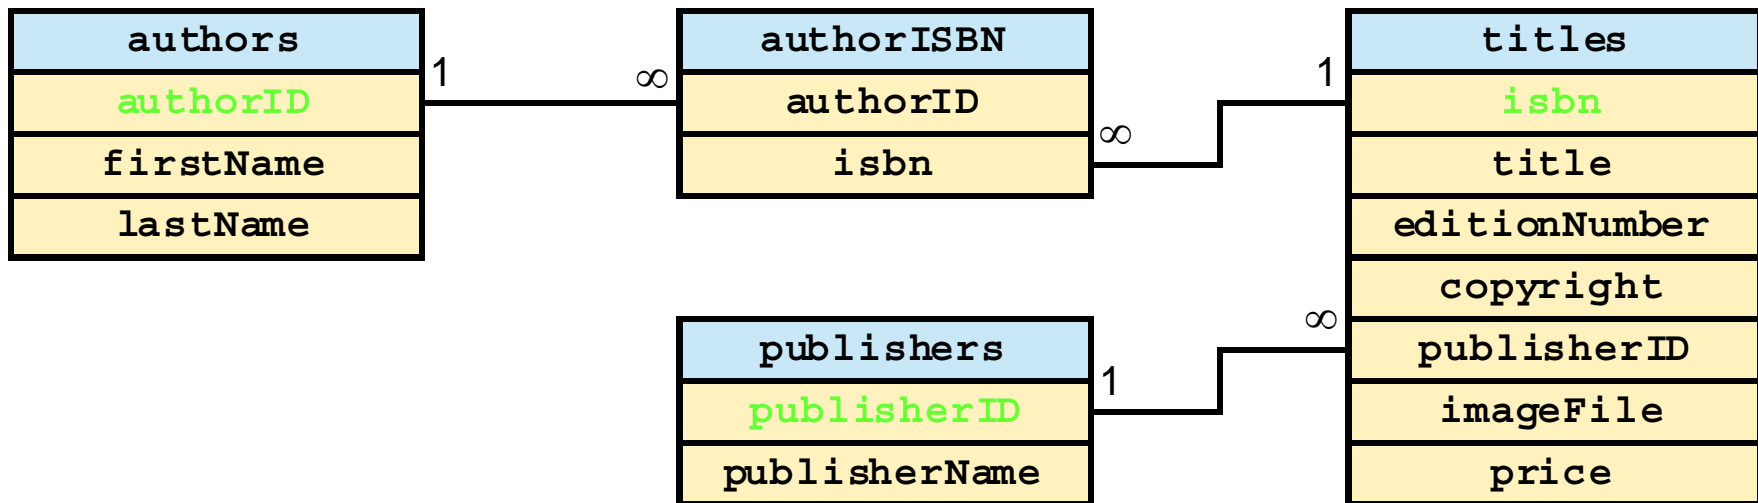 authors
authorID
firstName
lastName
1
∞
authorISBN
authorID
isbn
∞
1
titles
isbn
title
editionNumber
copyright
publisherID
imageFile
price
∞
publishers
publisherID
publisherName
1